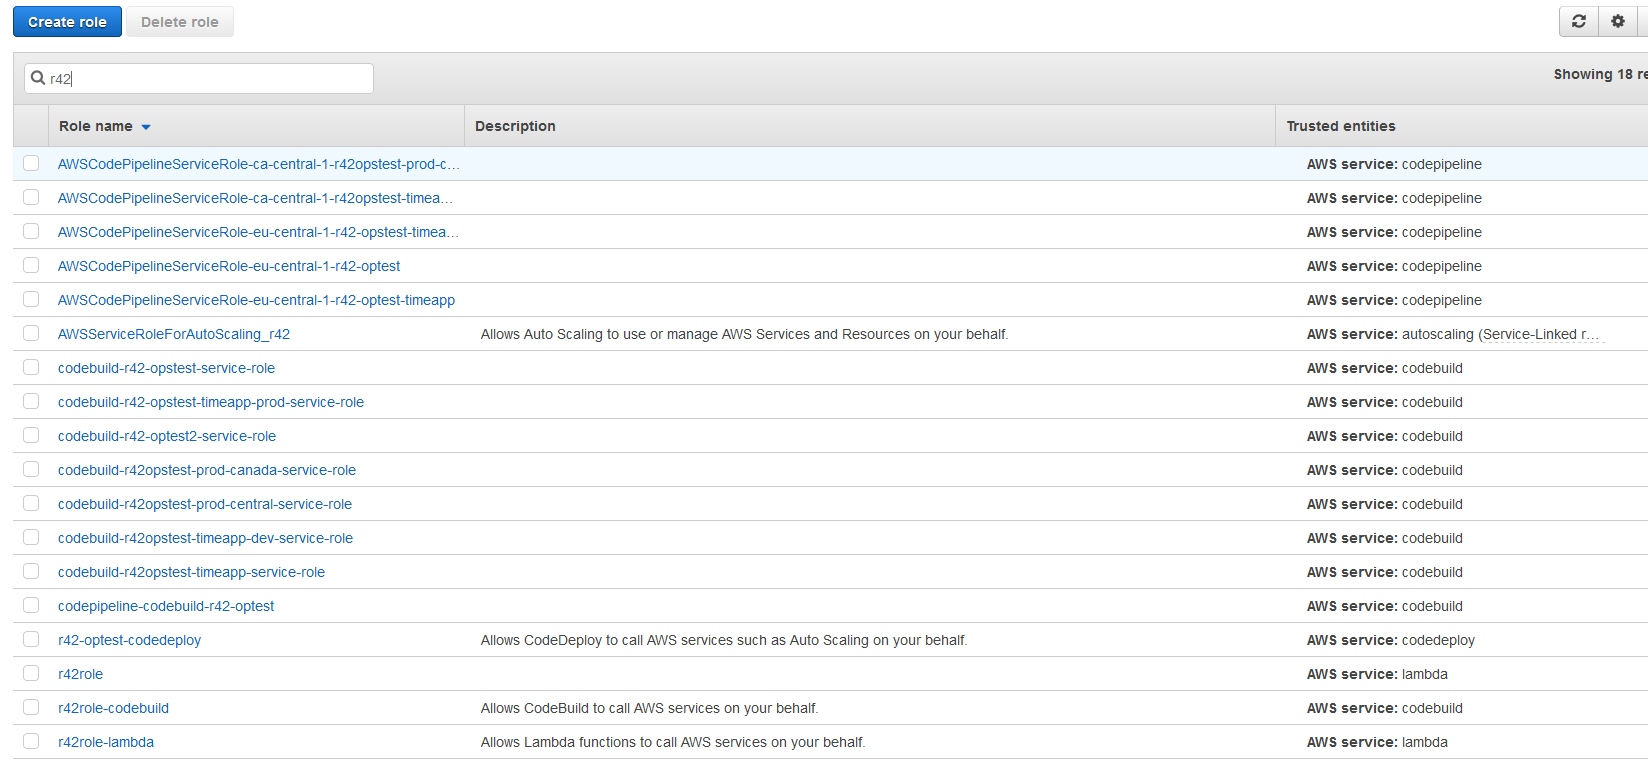 Create role Delete role
r42
Showing 18 re
Role name Description Trusted entities
AWSCodePipelineServiceRole-ca-central-1-r42opstest-prod-c… AWS service: codepipeline
AWSCodePipelineServiceRole-ca-central-1-r42opstest-timea… AWS service: codepipeline
AWSCodePipelineServiceRole-eu-central-1-r42-opstest-timea… AWS service: codepipeline
AWSCodePipelineServiceRole-eu-central-1-r42-optest AWS service: codepipeline
AWSCodePipelineServiceRole-eu-central-1-r42-optest-timeapp AWS service: codepipeline
AWSServiceRoleForAutoScaling_r42 Allows Auto Scaling to use or manage AWS Services and Resources on your behalf. AWS service: autoscaling (Service-Linked r…
codebuild-r42-opstest-service-role AWS service: codebuild
codebuild-r42-opstest-timeapp-prod-service-role AWS service: codebuild
codebuild-r42-optest2-service-role AWS service: codebuild
codebuild-r42opstest-prod-canada-service-role AWS service: codebuild
codebuild-r42opstest-prod-central-service-role AWS service: codebuild
codebuild-r42opstest-timeapp-dev-service-role AWS service: codebuild
codebuild-r42opstest-timeapp-service-role AWS service: codebuild
codepipeline-codebuild-r42-optest AWS service: codebuild
r42-optest-codedeploy Allows CodeDeploy to call AWS services such as Auto Scaling on your behalf. AWS service: codedeploy
r42role AWS service: lambda
r42role-codebuild Allows CodeBuild to call AWS services on your behalf. AWS service: codebuild
r42role-lambda Allows Lambda functions to call AWS services on your behalf. AWS service: lambda